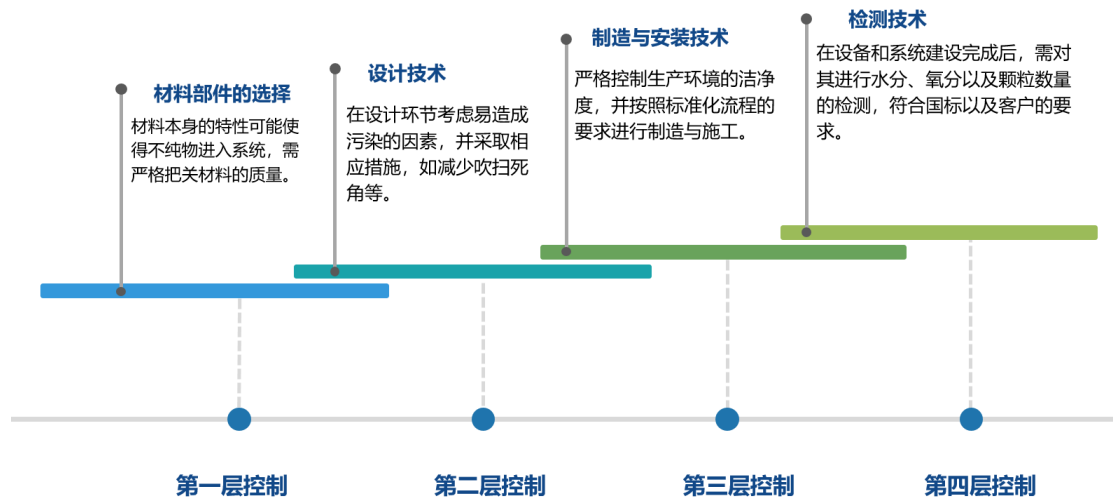 材料部件的选择
材料本身的特性可能使
得不纯物进入系统，需
严格把关材料的质量。
设计技术
在设计环节考虑易造成
污染的因素，并采取相
应措施，如减少吹扫死
角等。
制造与安装技术
严格控制生产环境的洁净
度，并按照标准化流程的
要求进行制造与施工。
检测技术
在设备和系统建设完成后，需对
其进行水分、氧分以及颗粒数量
的检测，符合国标以及客户的要
求。
第一层控制
第二层控制
第三层控制
第四层控制